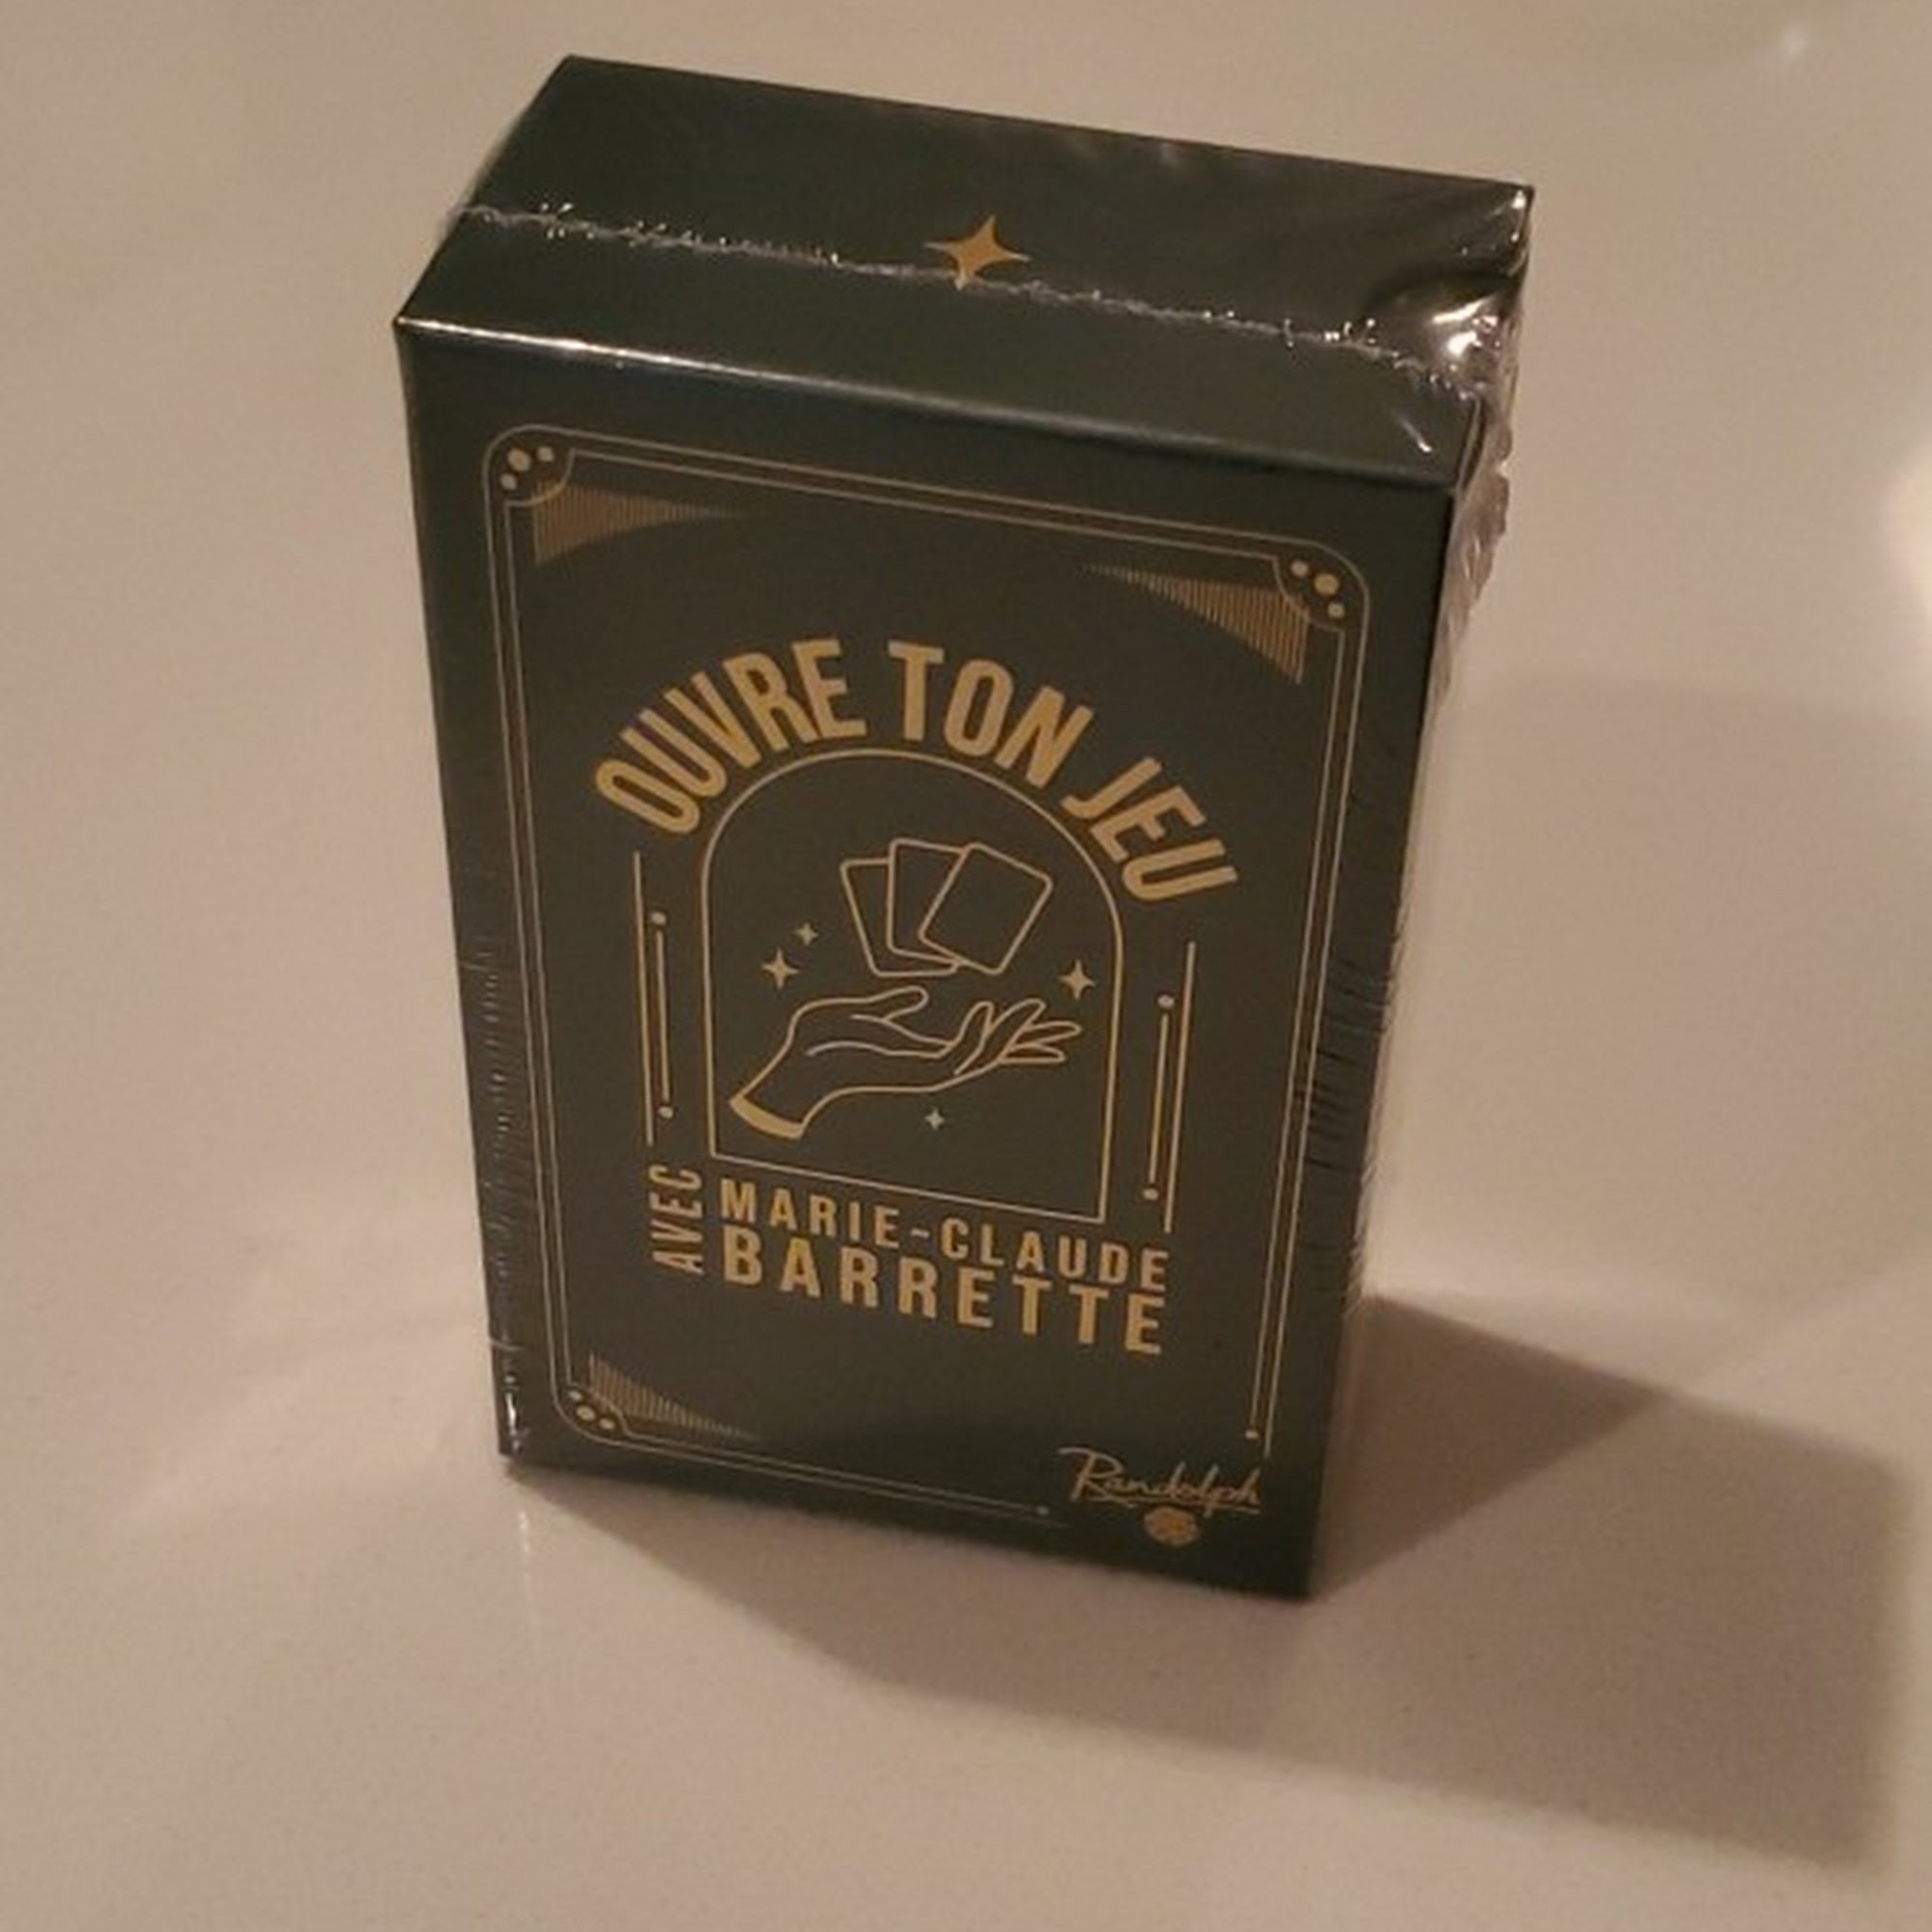 OUVRE TON JEU
AVEC
MARIE-CLAUDE
BARRETTE
Randolph